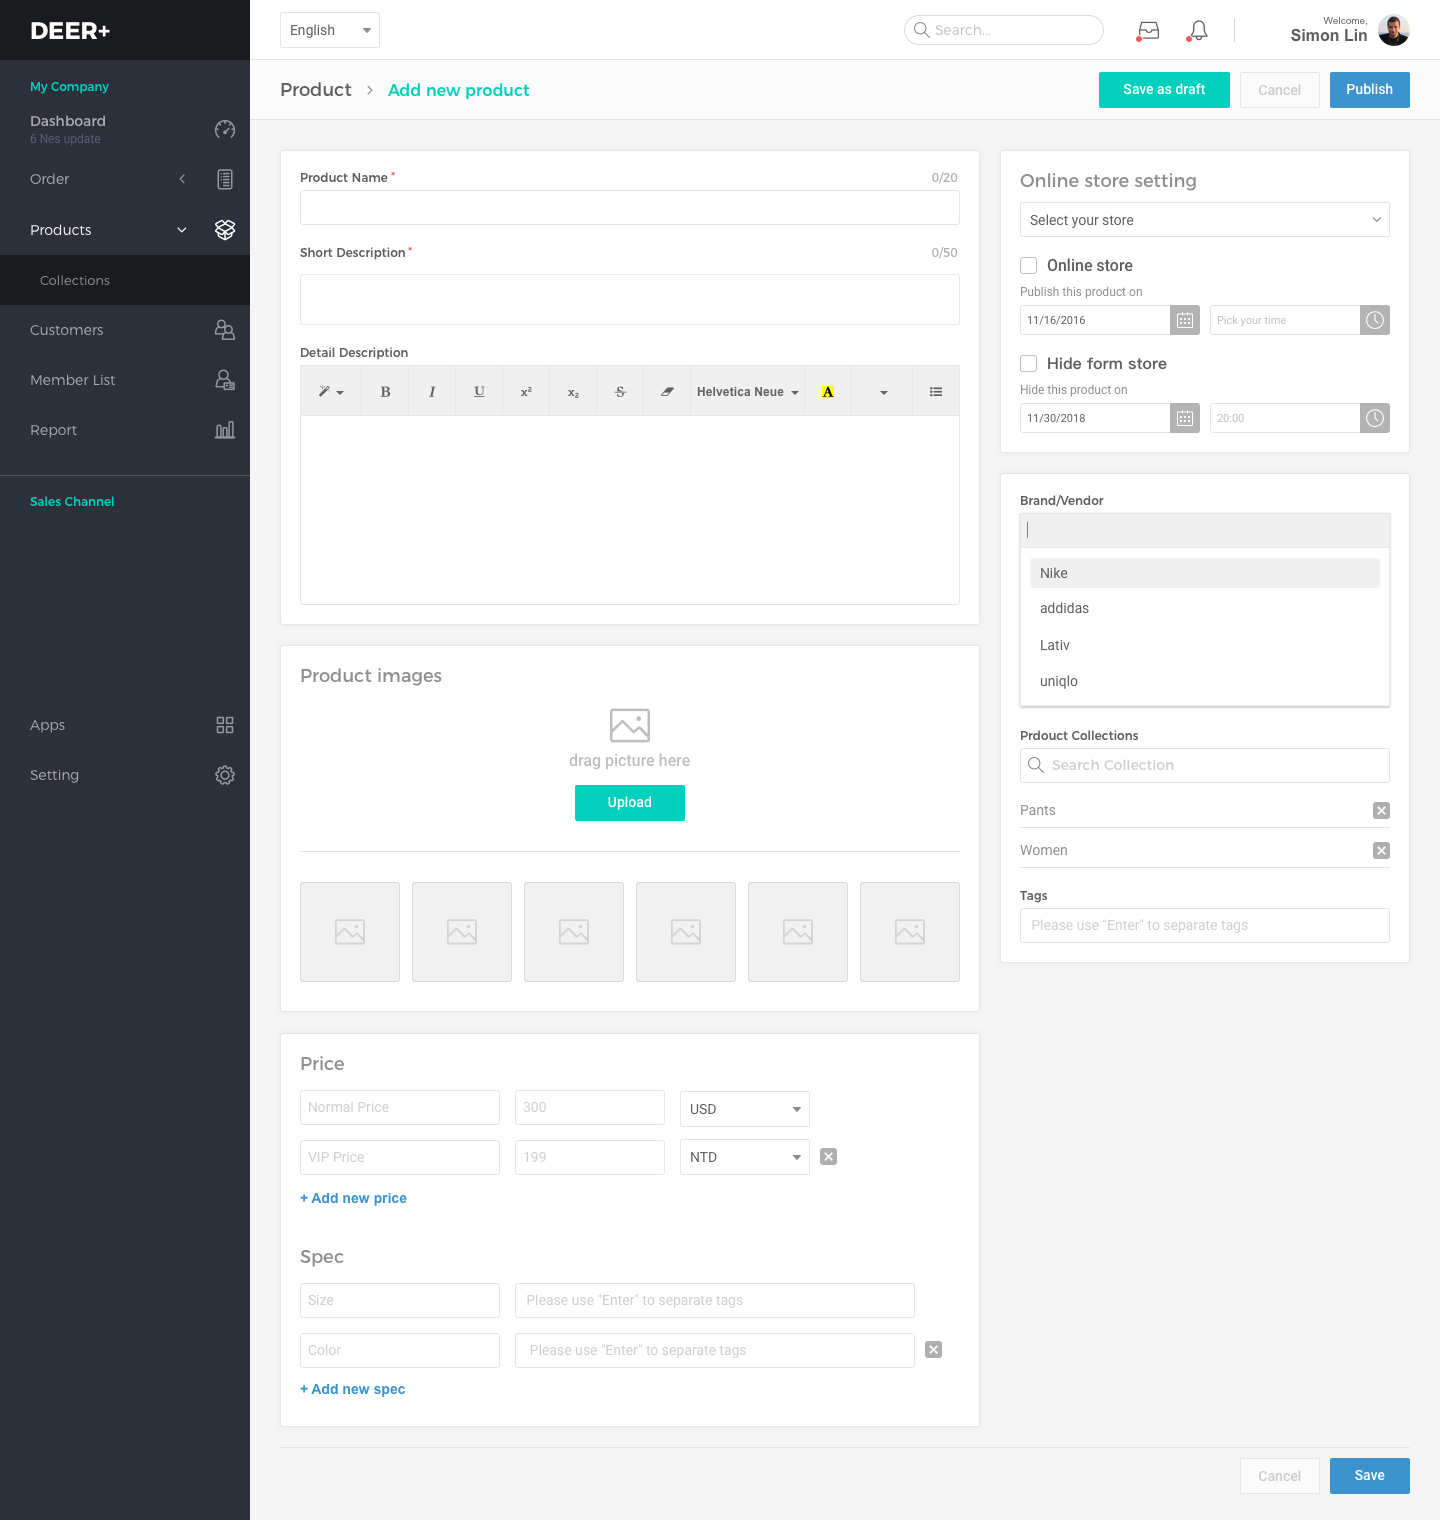 DEER+
English
Search...
Welcome,
Simon Lin
My Company
Dashboard
6 Nes update
Order
Products
Collections
Customers
Member List
Report
Sales Channel
Apps
Setting
Product > Add new product
Save as draft
Cancel
Publish
Product Name*
0/20
Short Description*
0/50
Detail Description
B
I
U
x²
x₂
S
Helvetica Neue
A
Product images
drag picture here
Upload
Price
Normal Price
300
USD
VIP Price
199
NTD
+ Add new price
Spec
Size
Please use "Enter" to separate tags
Color
Please use "Enter" to separate tags
+ Add new spec
Online store setting
Select your store
Online store
Publish this product on
11/16/2016
Pick your time
Hide form store
Hide this product on
11/30/2018
20:00
Brand/Vendor
Nike
addidas
Lativ
uniqlo
Prdouct Collections
Search Collection
Pants
Women
Tags
Please use "Enter" to separate tags
Cancel
Save